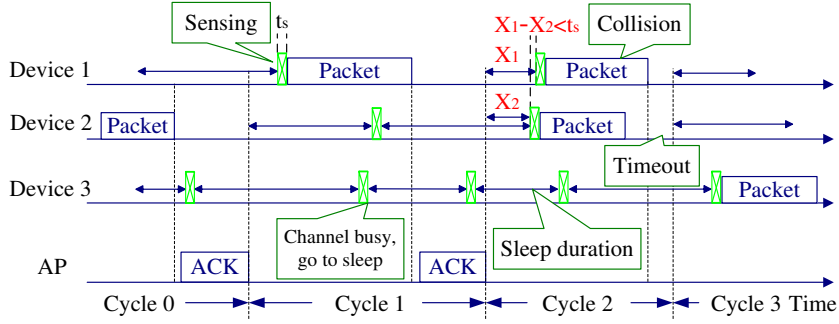 Sensing
ts
X1-X2<ts
Collision
Device 1
Packet
X1
Packet
Device 2
Packet
X2
Packet
Timeout
Device 3
Packet
Channel busy,
go to sleep
Sleep duration
AP
ACK
ACK
Cycle 0
Cycle 1
Cycle 2
Cycle 3
Time